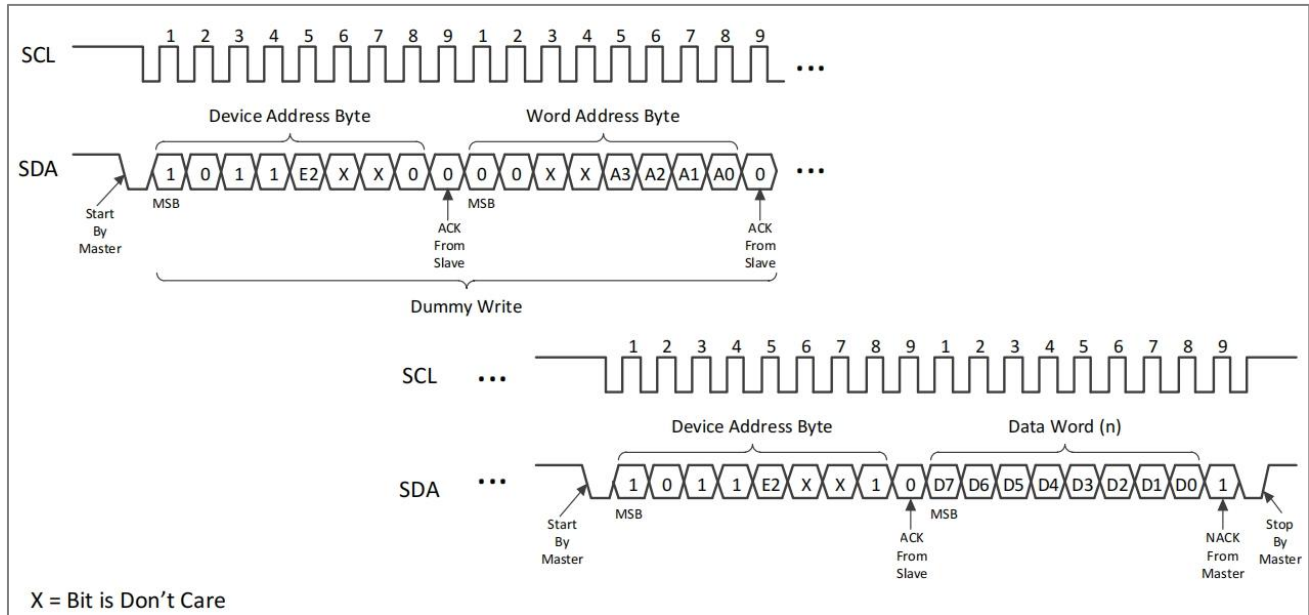 1 2 3 4 5 6 7 8 9 1 2 3 4 5 6 7 8 9
SCL ...
Device Address Byte Word Address Byte
SDA 1 0 1 1 E2 X X 0 0 0 0 X X A3 A2 A1 A0 0 ...
MSB MSB
Start By Master
ACK From Slave
ACK From Slave
Dummy Write
1 2 3 4 5 6 7 8 9 1 2 3 4 5 6 7 8 9
SCL ...
Device Address Byte Data Word (n)
SDA ... 1 0 1 1 E2 X X 1 0 D7 D6 D5 D4 D3 D2 D1 D0 1
MSB MSB
Start By Master
ACK From Slave
NACK From Master
Stop By Master
X = Bit is Don't Care